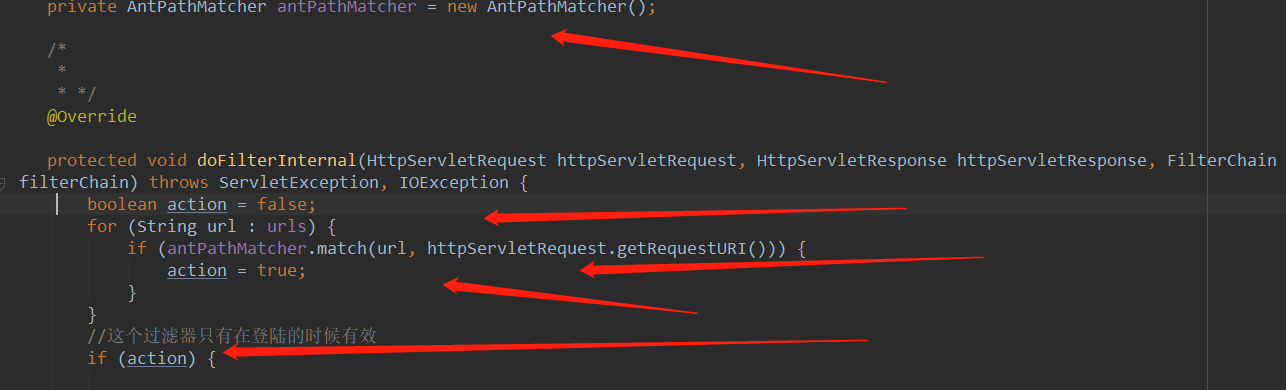 private AntPathMatcher antPathMatcher = new AntPathMatcher();
/*
*
* */
@Override
protected void doFilterInternal(HttpServletRequest httpServletRequest, HttpServletResponse httpServletResponse, FilterChain
filterChain) throws ServletException, IOException {
boolean action = false;
for (String url : urls) {
if (antPathMatcher.match(url, httpServletRequest.getRequestURI())) {
action = true;
}
}
//这个过滤器只有在登陆的时候有效
if (action) {